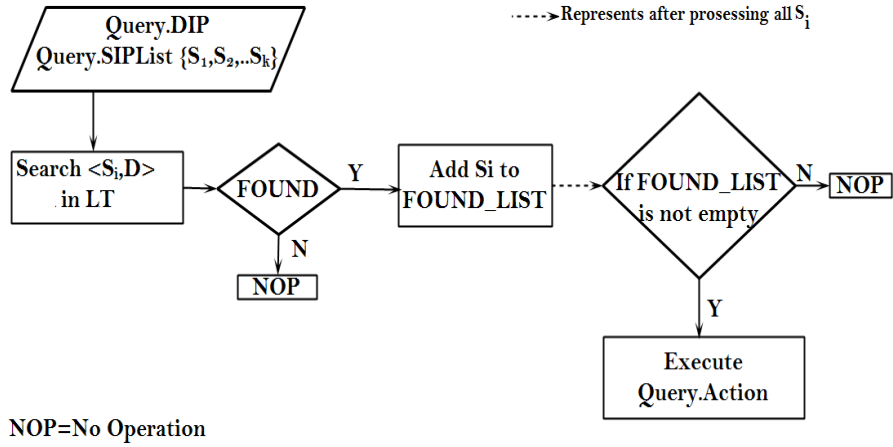 Query.DIP
Query.SIPList {S₁,S₂,..Sₖ}
Represents after prosessing all Sᵢ
Search <Sᵢ,D>
in LT
FOUND
Y
N
NOP
Add Si to
FOUND_LIST
If FOUND_LIST
is not empty
N
NOP
Y
Execute
Query.Action
NOP=No Operation